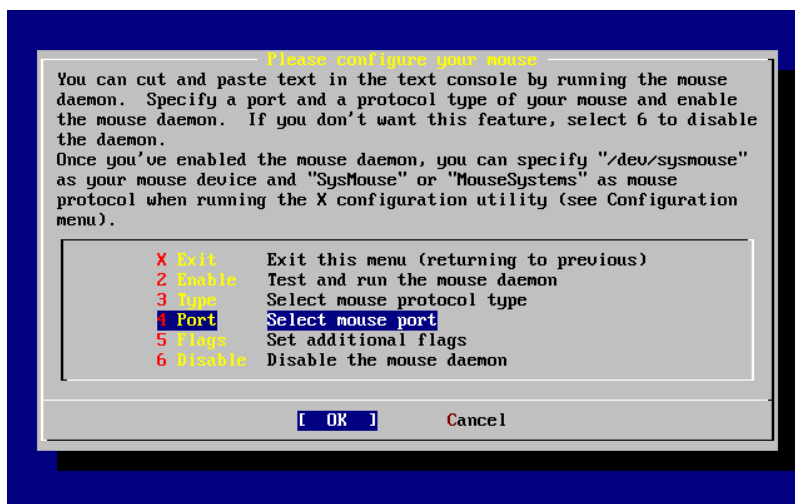 Please configure your mouse
You can cut and paste text in the text console by running the mouse
daemon.  Specify a port and a protocol type of your mouse and enable
the mouse daemon.  If you don't want this feature, select 6 to disable
the daemon.
Once you've enabled the mouse daemon, you can specify "/dev/sysmouse"
as your mouse device and "SysMouse" or "MouseSystems" as mouse
protocol when running the X configuration utility (see Configuration
menu).
X Exit Exit this menu (returning to previous)
2 Enable Test and run the mouse daemon
3 Type Select mouse protocol type
4 Port Select mouse port
5 Flags Set additional flags
6 Disable Disable the mouse daemon
[ OK ] Cancel